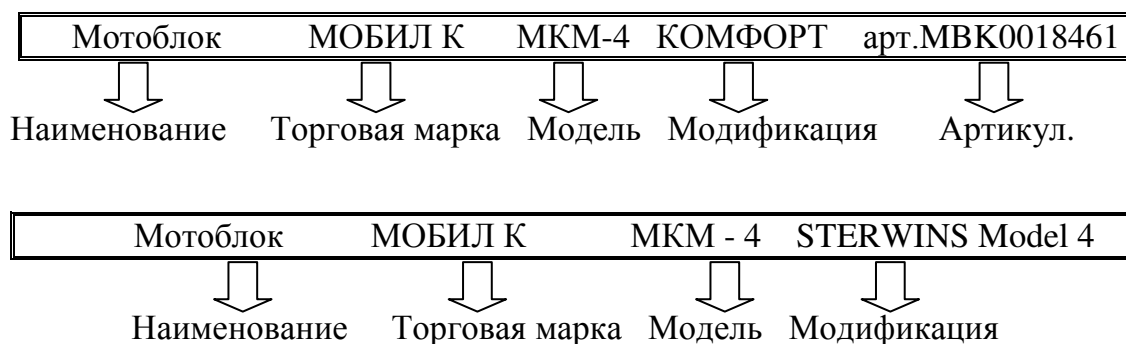 Мотоблок МОБИЛ К МКМ-4 КОМФОРТ арт.МВК0018461
Наименование Торговая марка Модель Модификация Артикул.
Мотоблок МОБИЛ К МКМ - 4 STERWINS Model 4
Наименование Торговая марка Модель Модификация